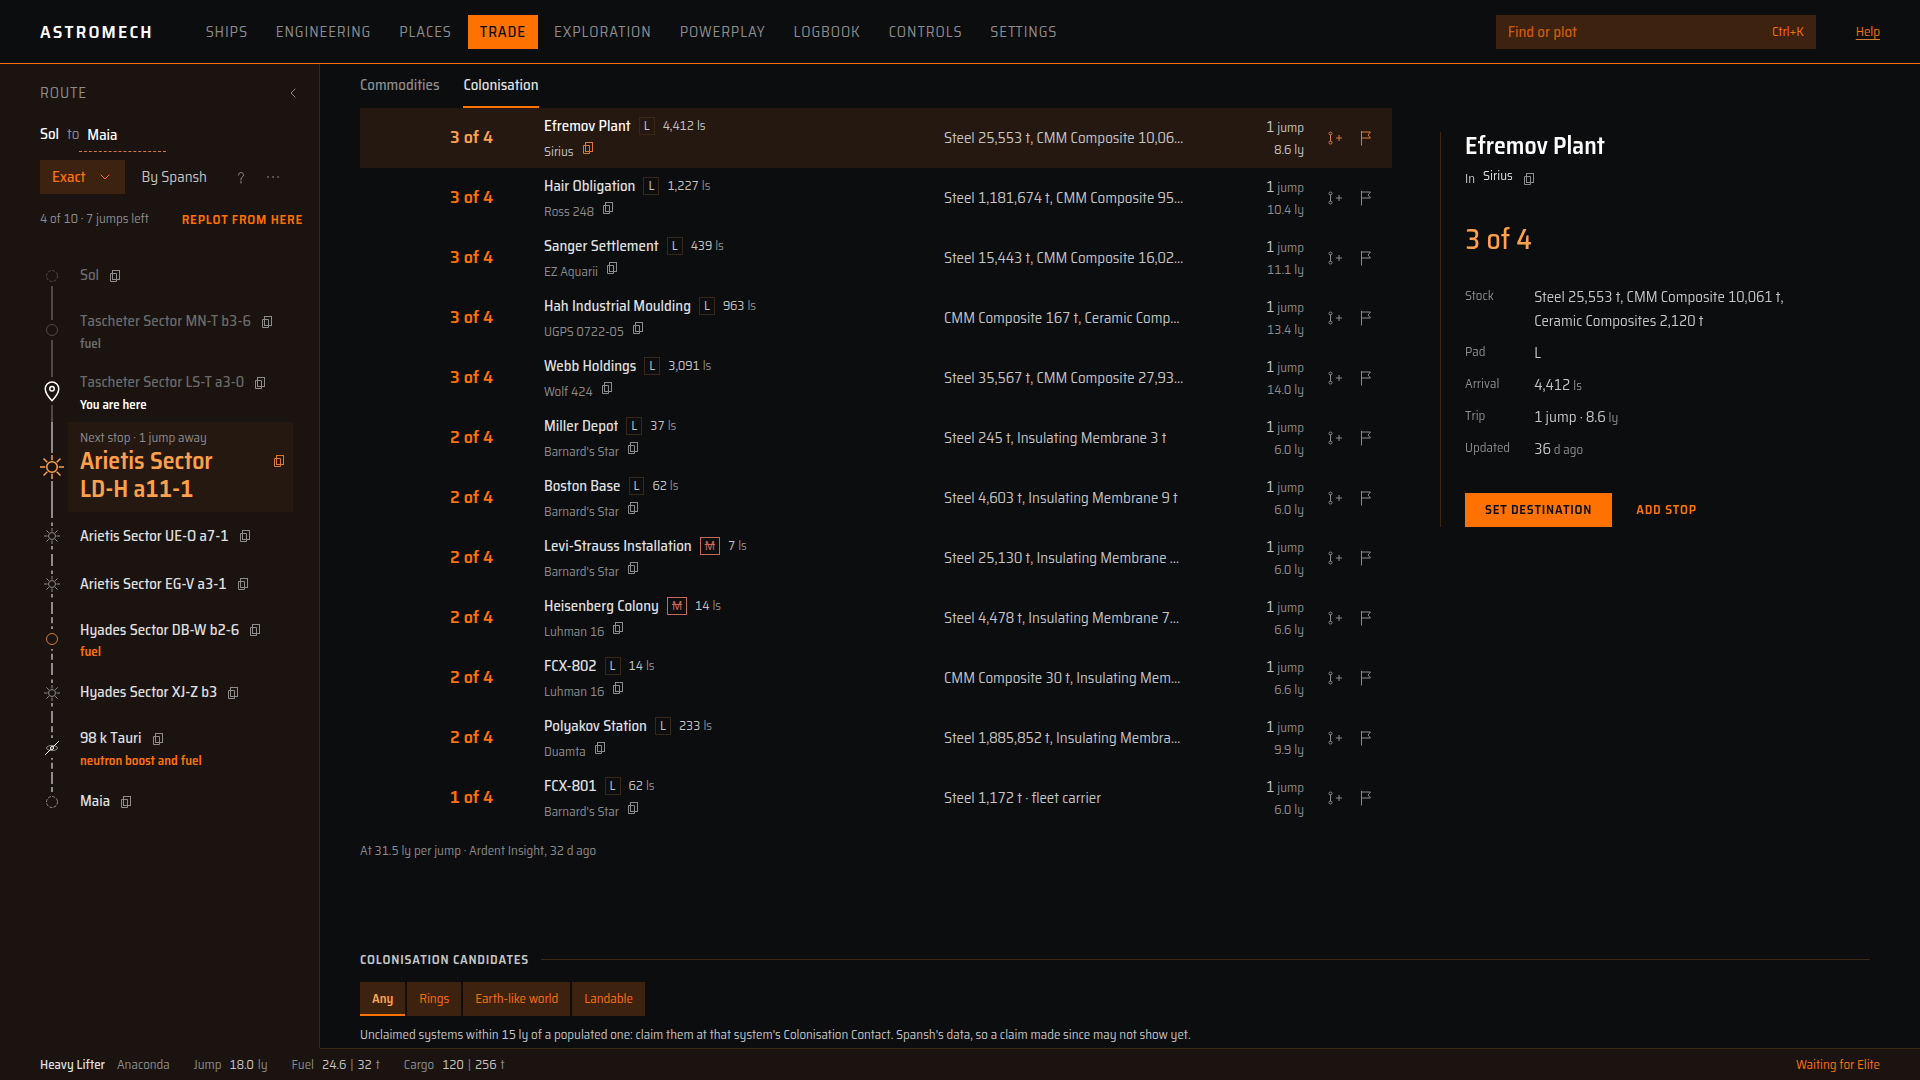 ASTROMECH SHIPS ENGINEERING PLACES TRADE EXPLORATION POWERPLAY LOGBOOK CONTROLS SETTINGS Find or plot Ctrl+K Help
ROUTE
Sol to Maia
Exact By Spansh ? ...
4 of 10 · 7 jumps left REPLOT FROM HERE
Sol
Tascheter Sector MN-T b3-6
fuel
Tascheter Sector LS-T a3-0
You are here
Next stop · 1 jump away
Arietis Sector
LD-H a11-1
Arietis Sector UE-O a7-1
Arietis Sector EG-V a3-1
Hyades Sector DB-W b2-6
fuel
Hyades Sector XJ-Z b3
98 k Tauri
neutron boost and fuel
Maia
Commodities Colonisation
3 of 4 Efremov Plant L 4,412 ls Steel 25,553 t, CMM Composite 10,06... 1 jump
Sirius 8.6 ly
3 of 4 Hair Obligation L 1,227 ls Steel 1,181,674 t, CMM Composite 95... 1 jump
Ross 248 10.4 ly
3 of 4 Sanger Settlement L 439 ls Steel 15,443 t, CMM Composite 16,02... 1 jump
EZ Aquarii 11.1 ly
3 of 4 Hah Industrial Moulding L 963 ls CMM Composite 167 t, Ceramic Comp... 1 jump
UGPS 0722-05 13.4 ly
3 of 4 Webb Holdings L 3,091 ls Steel 35,567 t, CMM Composite 27,93... 1 jump
Wolf 424 14.0 ly
2 of 4 Miller Depot L 37 ls Steel 245 t, Insulating Membrane 3 t 1 jump
Barnard's Star 6.0 ly
2 of 4 Boston Base L 62 ls Steel 4,603 t, Insulating Membrane 9 t 1 jump
Barnard's Star 6.0 ly
2 of 4 Levi-Strauss Installation M 7 ls Steel 25,130 t, Insulating Membrane ... 1 jump
Barnard's Star 6.0 ly
2 of 4 Heisenberg Colony M 14 ls Steel 4,478 t, Insulating Membrane 7... 1 jump
Luhman 16 6.6 ly
2 of 4 FCX-802 L 14 ls CMM Composite 30 t, Insulating Mem... 1 jump
Luhman 16 6.6 ly
2 of 4 Polyakov Station L 233 ls Steel 1,885,852 t, Insulating Membra... 1 jump
Duamta 9.9 ly
1 of 4 FCX-801 L 62 ls Steel 1,172 t · fleet carrier 1 jump
Barnard's Star 6.0 ly
At 31.5 ly per jump · Ardent Insight, 32 d ago
Efremov Plant
In Sirius
3 of 4
Stock Steel 25,553 t, CMM Composite 10,061 t,
Ceramic Composites 2,120 t
Pad L
Arrival 4,412 ls
Trip 1 jump · 8.6 ly
Updated 36 d ago
SET DESTINATION ADD STOP
COLONISATION CANDIDATES
Any Rings Earth-like world Landable
Unclaimed systems within 15 ly of a populated one: claim them at that system's Colonisation Contact. Spansh's data, so a claim made since may not show yet.
Heavy Lifter Anaconda Jump 18.0 ly Fuel 24.6 | 32 t Cargo 120 | 256 t Waiting for Elite